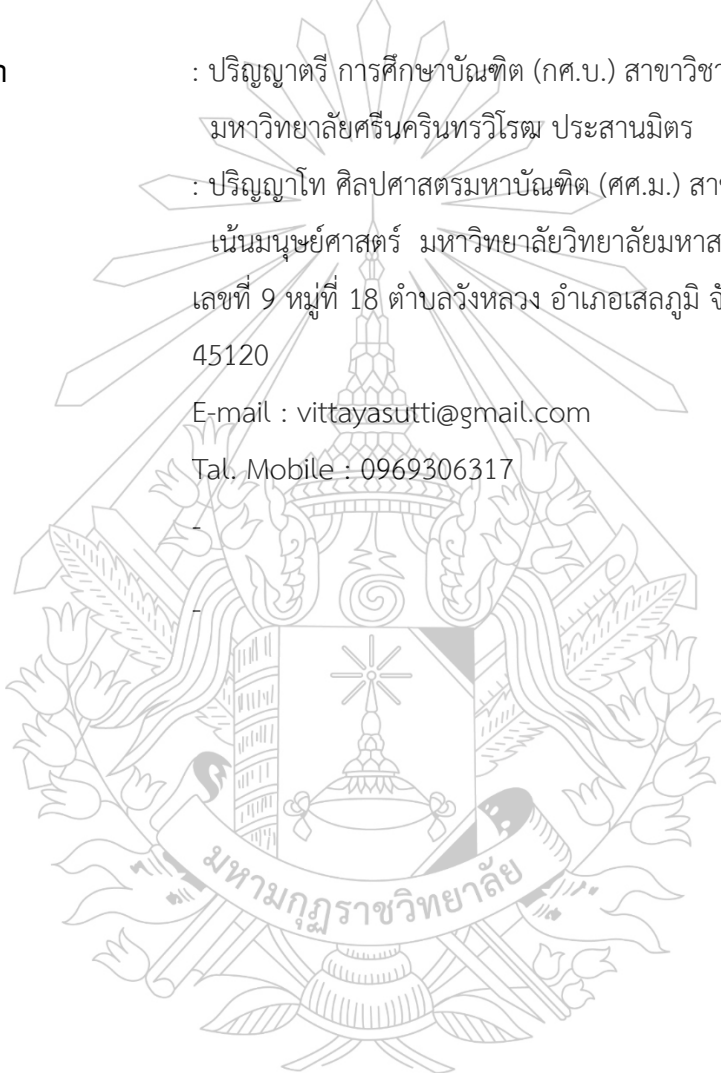 : ปริญญาตรี การศึกษาบัณฑิต (กศ.บ.) สาขาวิชา
มหาวิทยาลัยศรีนครินทรวิโรฒ ประสานมิตร
: ปริญญาโท ศิลปศาสตรมหาบัณฑิต (ศศ.ม.)
เน้นมนุษย์ศาสตร์ มหาวิทยาลัยวิทยาลัยมหาส
เลขที่ 9 หมู่ที่ 18 ตำบลวังหลวง อำเภอเสลภูมิ
45120
E-mail : vittayasutti@gmail.com
Tal. Mobile : 0969306317
-
-
มหามกุฏราชวิทยาลัย